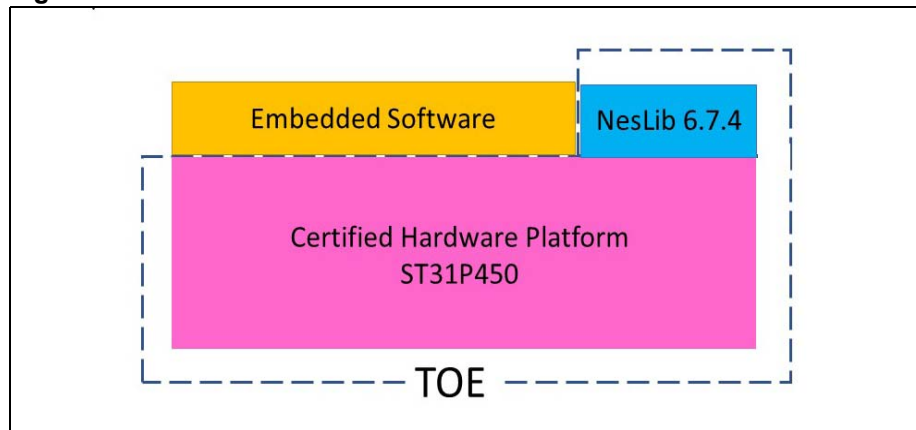 Embedded Software
NesLib 6.7.4
Certified Hardware Platform
ST31P450
TOE